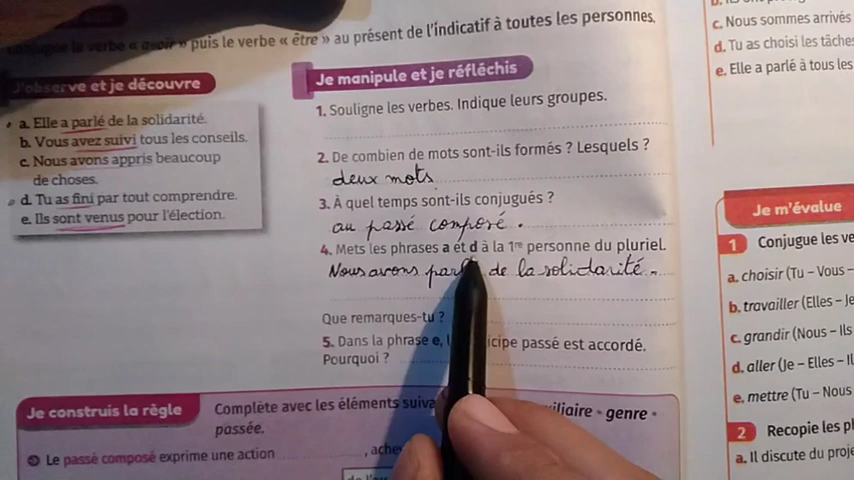 conjugue le verbe « avoir » puis le verbe « être » au présent de l'indicatif à toutes les personnes.
J'observe et je découvre
a. Elle a parlé de la solidarité.
b. Vous avez suivi tous les conseils.
c. Nous avons appris beaucoup
de choses.
d. Tu as fini par tout comprendre.
e. Ils sont venus pour l'élection.
Je manipule et je réfléchis
1. Souligne les verbes. Indique leurs groupes.
2. De combien de mots sont-ils formés ? Lesquels ?
deux mots
3. À quel temps sont-ils conjugués ?
au passé composé.
4. Mets les phrases a et d à la 1re personne du pluriel.
Nous avons de la solidarité.
Que remarques-tu ?
5. Dans la phrase e, passé est accordé.
Pourquoi ?
Je construis la règle
Complète avec les éléments - genre -
passée.
Le passé composé exprime une action
c. Nous sommes arrivés
d. Tu as choisi les tâches
e. Elle a parlé à tous les
Je m'évalue
1 Conjugue les ve
a. choisir (Tu – Vous –
b. travailler (Elles – Je
c. grandir (Nous – Ils
d. aller (Je – Elles – Il
e. mettre (Tu – Nous
2 Recopie les p
a. Il discute du proje